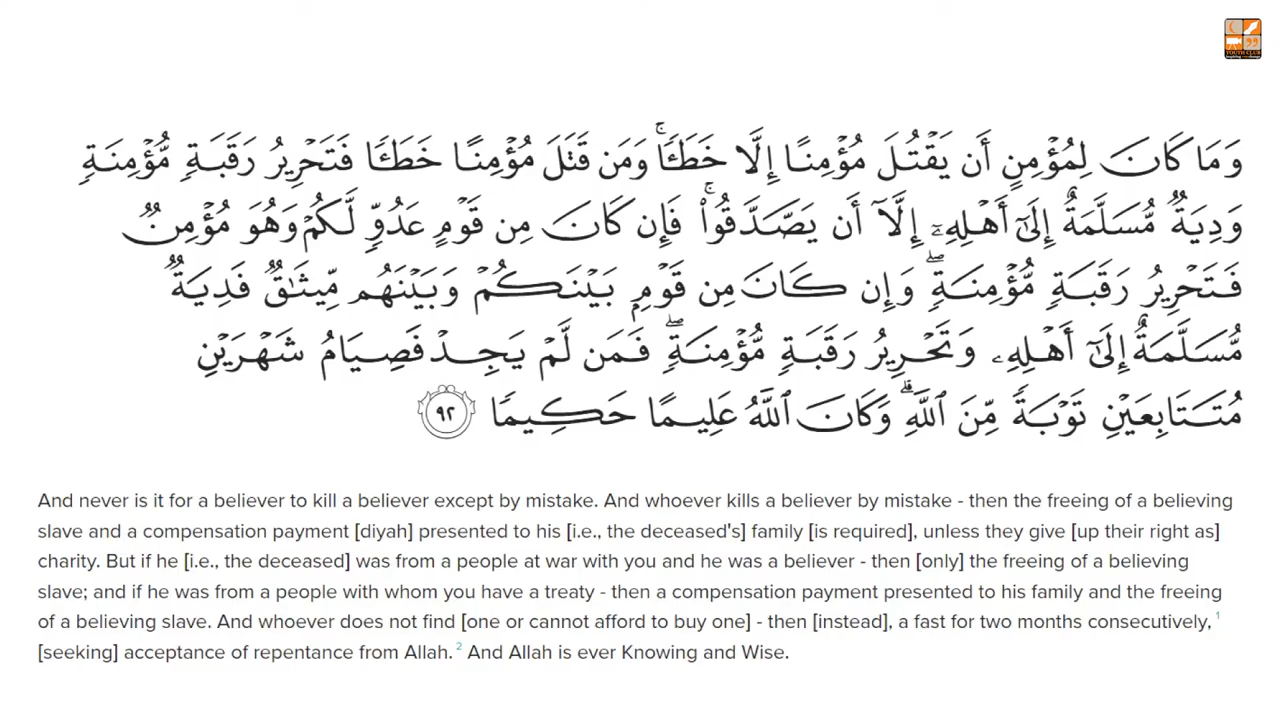 YOUTH CLUB
وَمَا كَانَ لِمُؤْمِنٍ أَن يَقْتُلَ مُؤْمِنًا إِلَّا خَطَـًٔا ۚ وَمَن قَتَلَ مُؤْمِنًا خَطَـًٔا فَتَحْرِيرُ رَقَبَةٍ مُّؤْمِنَةٍ
وَدِيَةٌ مُّسَلَّمَةٌ إِلَىٰٓ أَهْلِهِۦٓ إِلَّآ أَن يَصَّدَّقُوا۟ ۚ فَإِن كَانَ مِن قَوْمٍ عَدُوٍّ لَّكُمْ وَهُوَ مُؤْمِنٌ
فَتَحْرِيرُ رَقَبَةٍ مُّؤْمِنَةٍ ۖ وَإِن كَانَ مِن قَوْمٍۭ بَيْنَكُمْ وَبَيْنَهُم مِّيثَـٰقٌ فَدِيَةٌ
مُّسَلَّمَةٌ إِلَىٰٓ أَهْلِهِۦ وَتَحْرِيرُ رَقَبَةٍ مُّؤْمِنَةٍ ۖ فَمَن لَّمْ يَجِدْ فَصِيَامُ شَهْرَيْنِ
مُتَتَابِعَيْنِ تَوْبَةً مِّنَ ٱللَّهِ ۗ وَكَانَ ٱللَّهُ عَلِيمًا حَكِيمًا ٩٢
And never is it for a believer to kill a believer except by mistake. And whoever kills a believer by mistake - then the freeing of a believing
slave and a compensation payment [diyah] presented to his [i.e., the deceased's] family [is required], unless they give [up their right as]
charity. But if he [i.e., the deceased] was from a people at war with you and he was a believer - then [only] the freeing of a believing
slave; and if he was from a people with whom you have a treaty - then a compensation payment presented to his family and the freeing
of a believing slave. And whoever does not find [one or cannot afford to buy one] - then [instead], a fast for two months consecutively, 1
[seeking] acceptance of repentance from Allah. 2 And Allah is ever Knowing and Wise.